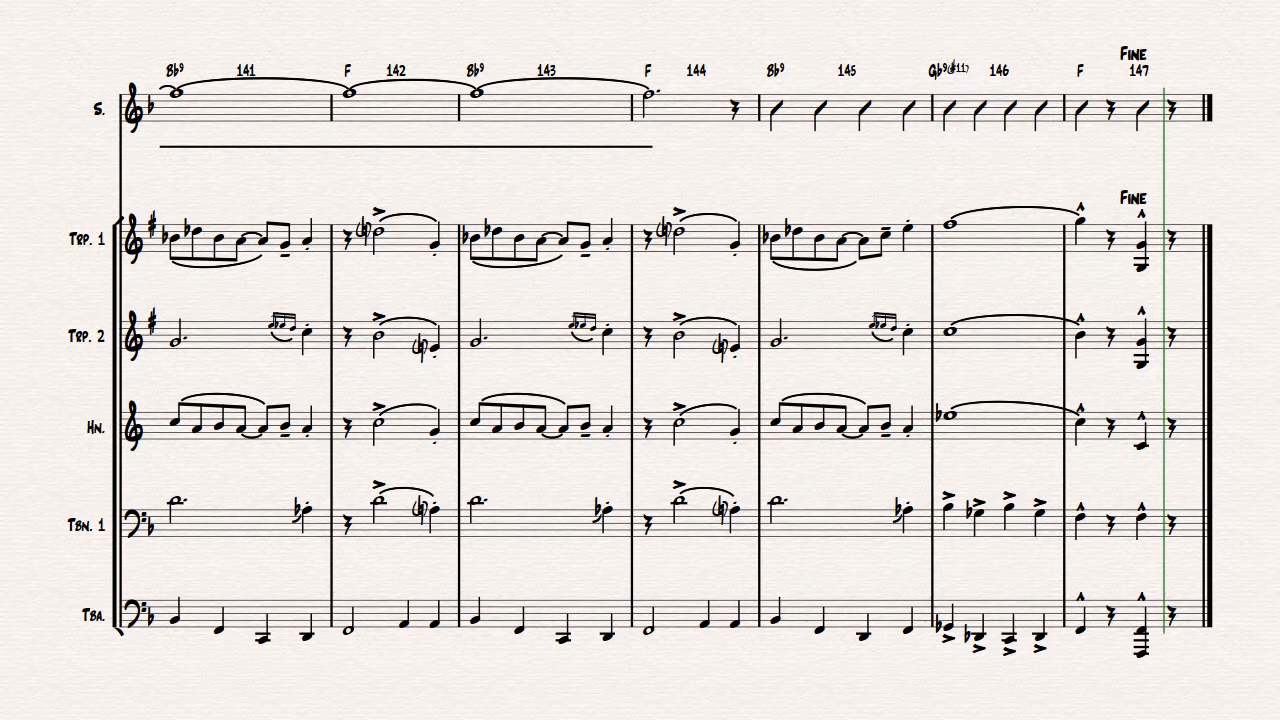 Fine
Bb9 141 F 142 Bb9 143 F 144 Bb9 145 Gb9(#11) 146 F 147
S.
Fine
Trp. 1
Trp. 2
Hn.
Tbn. 1
Tba.